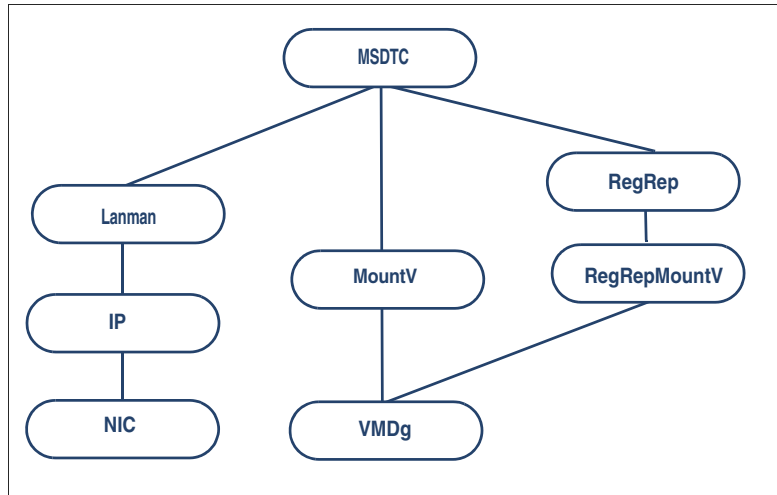 MSDTC
RegRep
Lanman
MountV
RegRepMountV
IP
NIC
VMDg